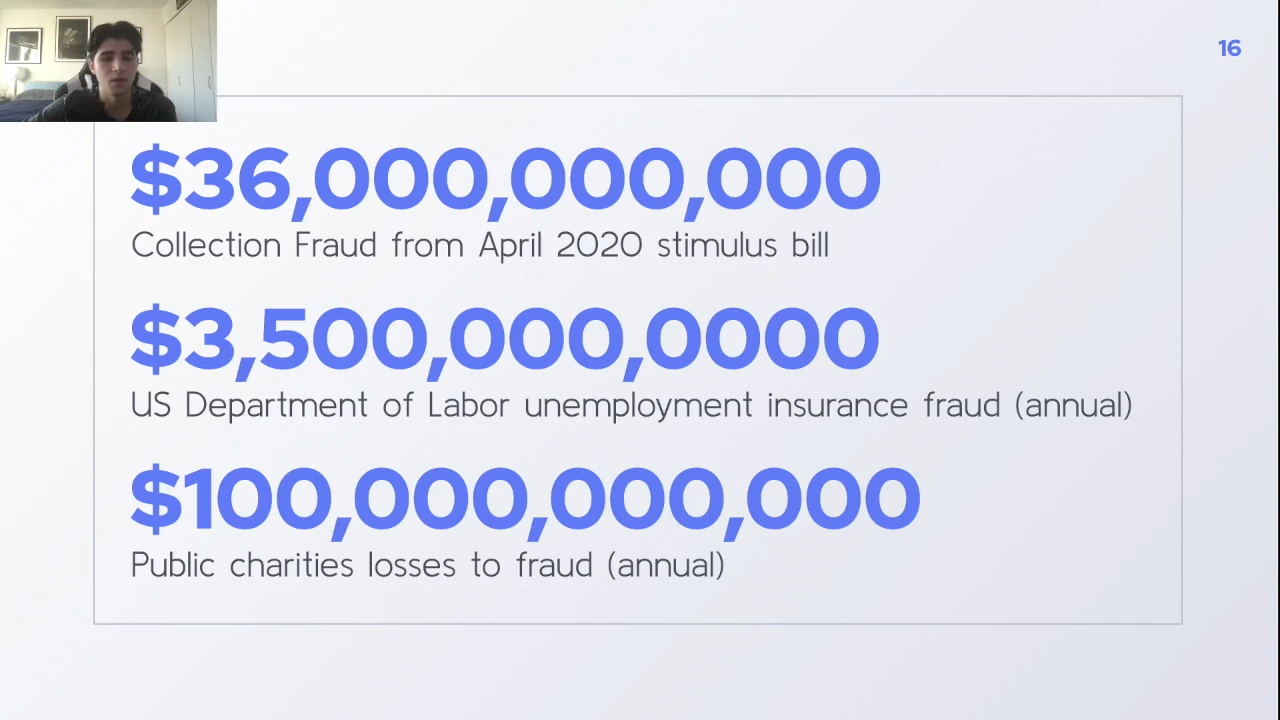 16
$36,000,000,000
Collection Fraud from April 2020 stimulus bill
$3,500,000,0000
US Department of Labor unemployment insurance fraud (annual)
$100,000,000,000
Public charities losses to fraud (annual)